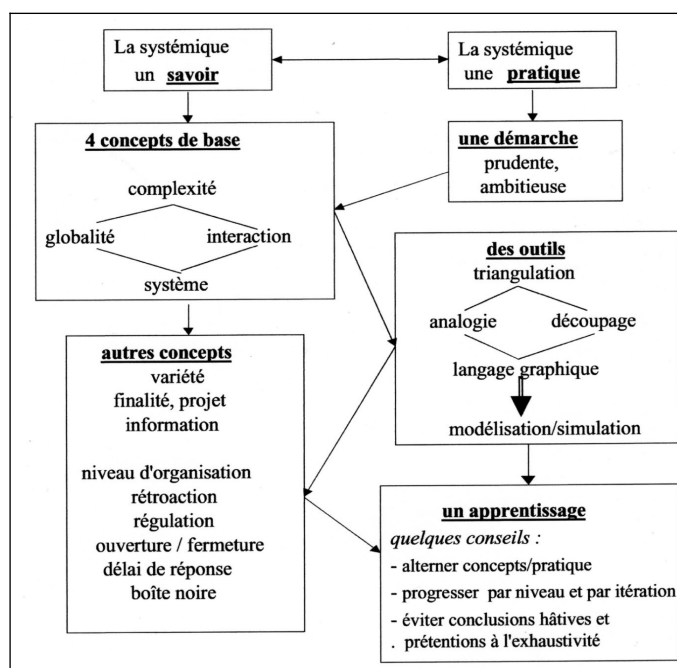 La systémique
un savoir
La systémique
une pratique
4 concepts de base
complexité
globalité interaction
système
une démarche
prudente,
ambitieuse
des outils
triangulation
analogie découpage
langage graphique
modélisation/simulation
autres concepts
variété
finalité, projet
information
niveau d'organisation
rétroaction
régulation
ouverture / fermeture
délai de réponse
boîte noire
un apprentissage
quelques conseils :
- alterner concepts/pratique
- progresser par niveau et par itération
- éviter conclusions hâtives et
. prétentions à l'exhaustivité